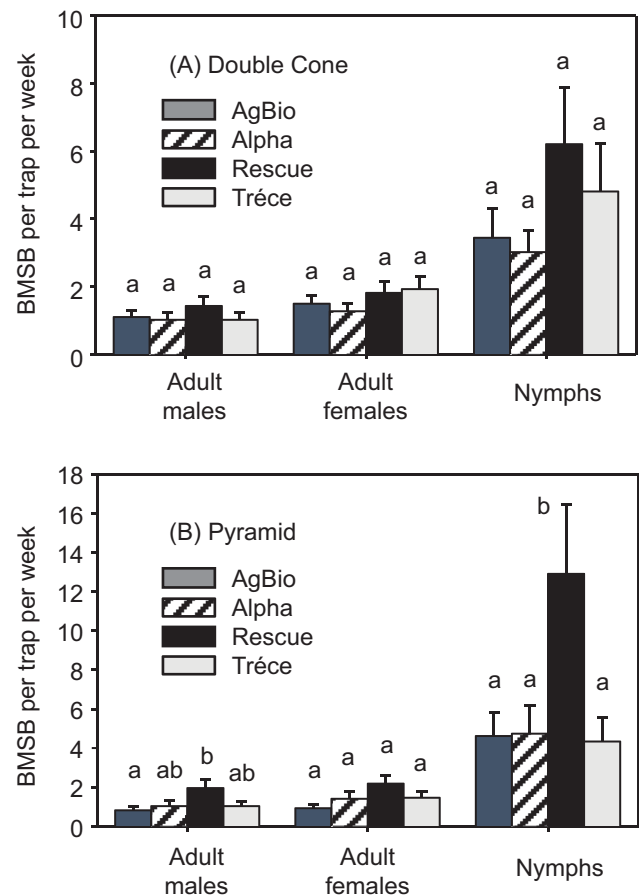 10
(A) Double Cone
AgBio
Alpha
Rescue
Tréce
BMSB per trap per week
8
6
4
2
0
a a a a
a a a a
a a a a
Adult males
Adult females
Nymphs
18
(B) Pyramid
AgBio
Alpha
Rescue
Tréce
BMSB per trap per week
16
14
12
10
8
6
4
2
0
a ab b ab
a a a a
a a b a
Adult males
Adult females
Nymphs